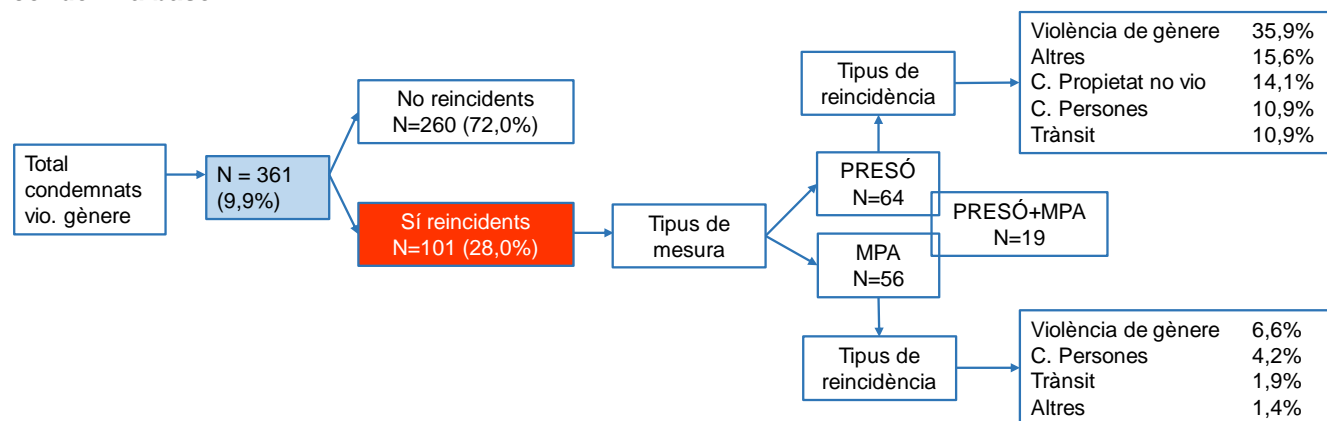 No reincidents
N=260 (72,0%)
Total
condemnats
vio. gènere
N = 361
(9,9%)
Sí reincidents
N=101 (28,0%)
Tipus de
mesura
Tipus de
reincidència
PRESÓ
N=64
PRESÓ+MPA
N=19
MPA
N=56
Tipus de
reincidència
Violència de gènere 35,9%
Altres 15,6%
C. Propietat no vio 14,1%
C. Persones 10,9%
Trànsit 10,9%
Violència de gènere 6,6%
C. Persones 4,2%
Trànsit 1,9%
Altres 1,4%